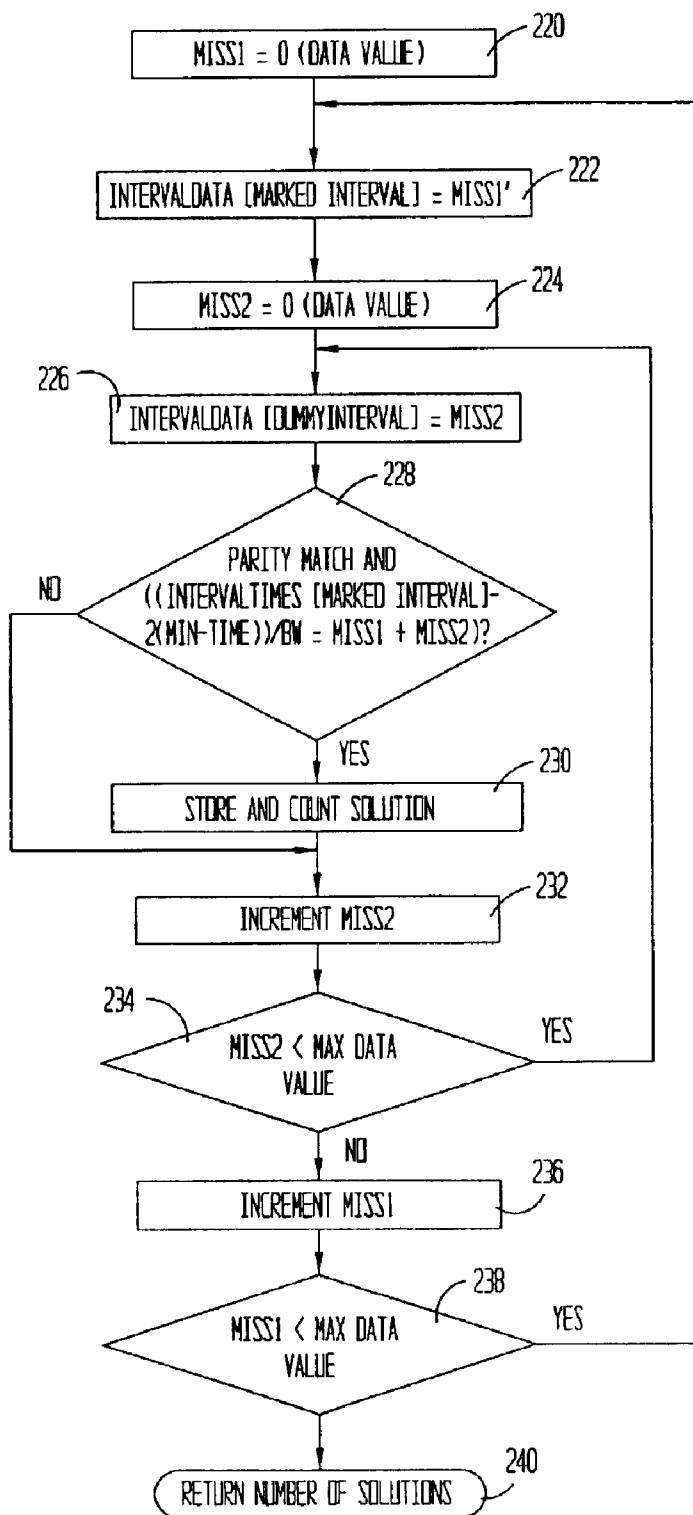 220
MISS1 = 0 (DATA VALUE)
222
INTERVALDATA [MARKED INTERVAL] = MISS1'
224
MISS2 = 0 (DATA VALUE)
226
INTERVALDATA [DUMMYINTERVAL] = MISS2
228
PARITY MATCH AND
((INTERVALTIMES [MARKED INTERVAL]-
2(MIN-TIME))/BW = MISS1 + MISS2)?
NO
YES
230
STORE AND COUNT SOLUTION
232
INCREMENT MISS2
234
MISS2 < MAX DATA
VALUE
YES
NO
236
INCREMENT MISS1
238
MISS1 < MAX DATA
VALUE
YES
240
RETURN NUMBER OF SOLUTIONS